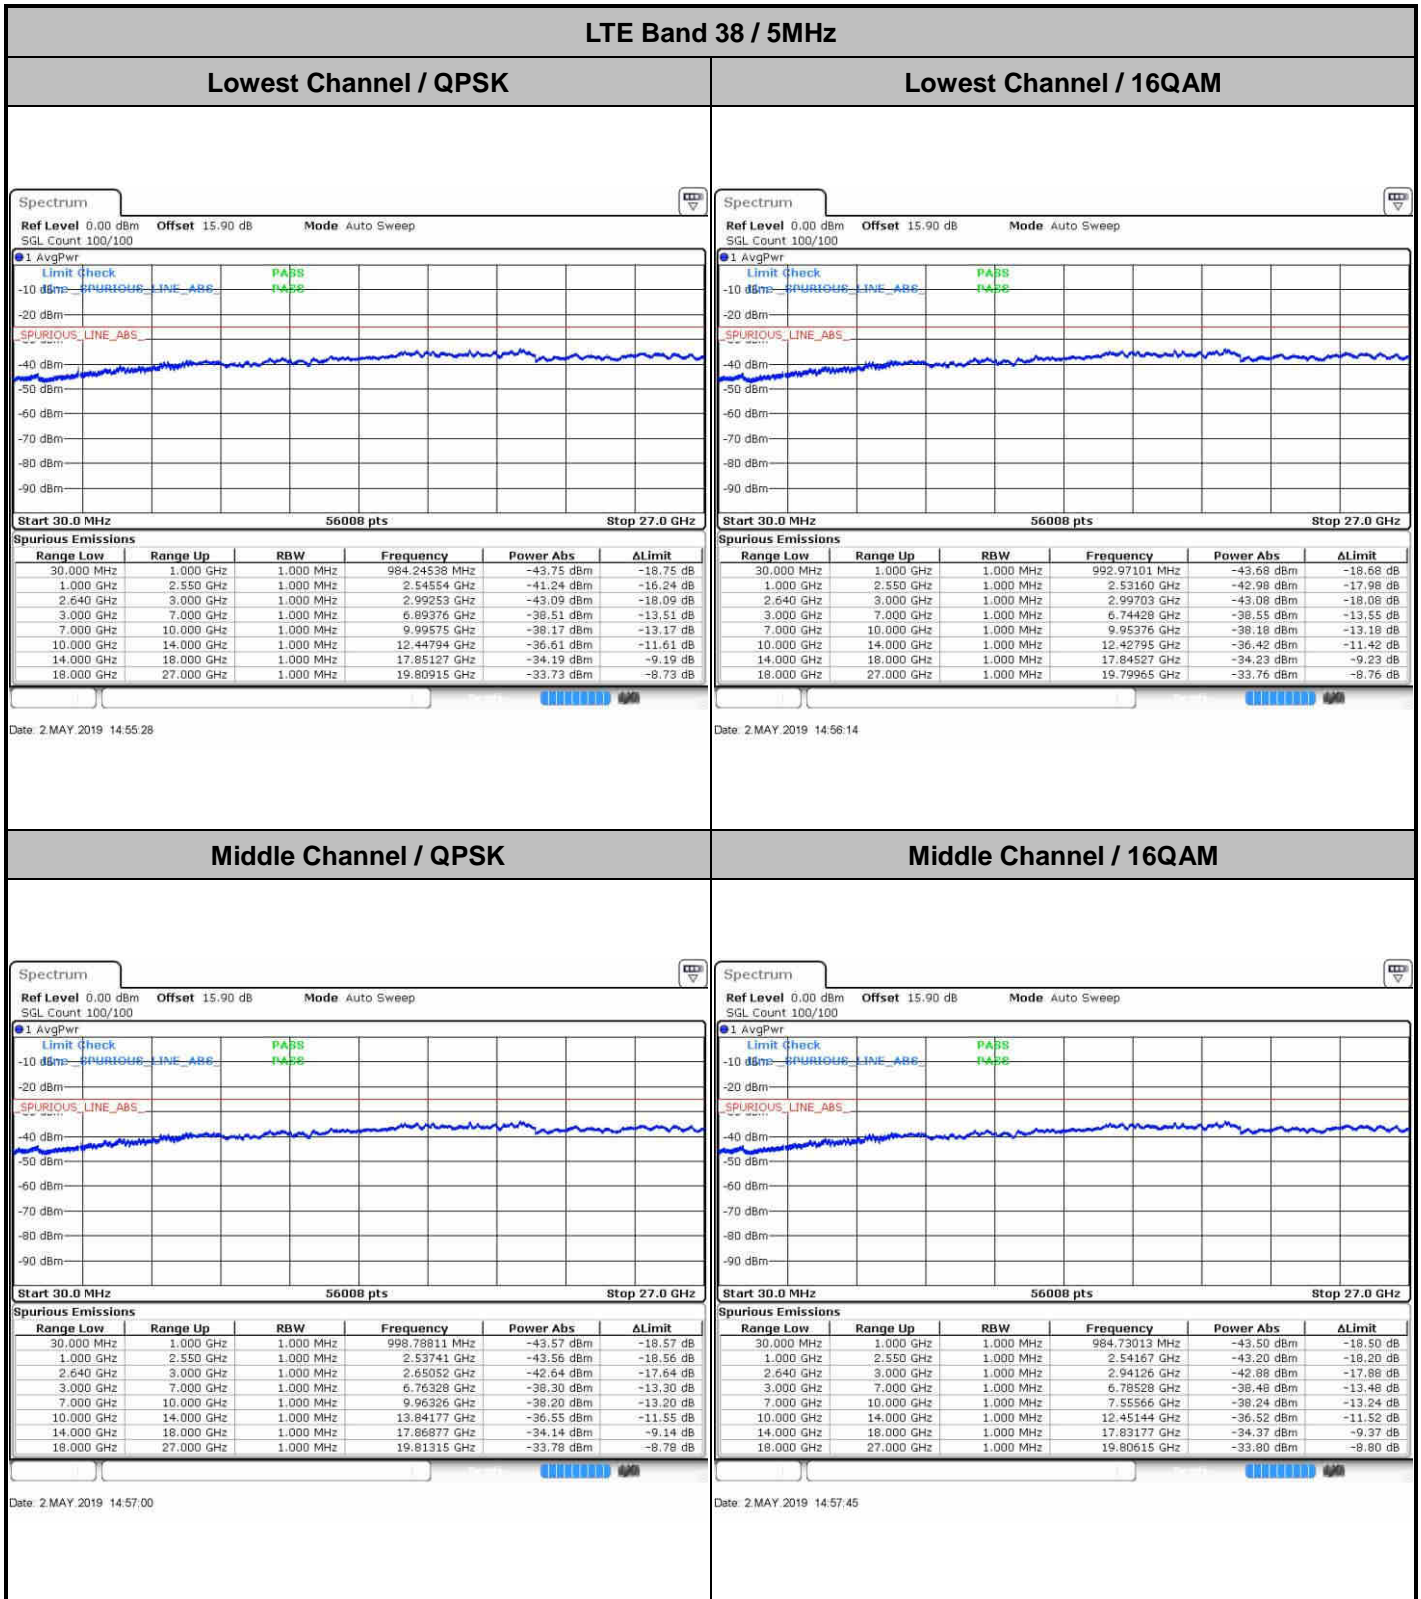 LTE Band 38 / 5MHz
Lowest Channel / QPSK
Lowest Channel / 16QAM
Spectrum
Ref Level 0.00 dBm Offset 15.90 dB Mode Auto Sweep
SGL Count 100/100
1 AvgPwr
Limit Check PASS
-10 dBm
Line _SPURIOUS_LINE_ABS_ PASS
-20 dBm
_SPURIOUS_LINE_ABS_
-40 dBm
-50 dBm
-60 dBm
-70 dBm
-80 dBm
-90 dBm
Start 30.0 MHz 56008 pts Stop 27.0 GHz
Spurious Emissions
Range Low Range Up RBW Frequency Power Abs ΔLimit
30.000 MHz 1.000 GHz 1.000 MHz 984.24538 MHz -43.75 dBm -18.75 dB
1.000 GHz 2.550 GHz 1.000 MHz 2.54554 GHz -41.24 dBm -16.24 dB
2.640 GHz 3.000 GHz 1.000 MHz 2.99253 GHz -43.09 dBm -18.09 dB
3.000 GHz 7.000 GHz 1.000 MHz 6.89376 GHz -38.51 dBm -13.51 dB
7.000 GHz 10.000 GHz 1.000 MHz 9.99575 GHz -38.17 dBm -13.17 dB
10.000 GHz 14.000 GHz 1.000 MHz 12.44794 GHz -36.61 dBm -11.61 dB
14.000 GHz 18.000 GHz 1.000 MHz 17.85127 GHz -34.19 dBm -9.19 dB
18.000 GHz 27.000 GHz 1.000 MHz 19.80915 GHz -33.73 dBm -8.73 dB
Date: 2.MAY.2019 14:55:28
Spectrum
Ref Level 0.00 dBm Offset 15.90 dB Mode Auto Sweep
SGL Count 100/100
1 AvgPwr
Limit Check PASS
-10 dBm
Line _SPURIOUS_LINE_ABS_ PASS
-20 dBm
_SPURIOUS_LINE_ABS_
-40 dBm
-50 dBm
-60 dBm
-70 dBm
-80 dBm
-90 dBm
Start 30.0 MHz 56008 pts Stop 27.0 GHz
Spurious Emissions
Range Low Range Up RBW Frequency Power Abs ΔLimit
30.000 MHz 1.000 GHz 1.000 MHz 992.97101 MHz -43.68 dBm -18.68 dB
1.000 GHz 2.550 GHz 1.000 MHz 2.53160 GHz -42.98 dBm -17.98 dB
2.640 GHz 3.000 GHz 1.000 MHz 2.99703 GHz -43.08 dBm -18.08 dB
3.000 GHz 7.000 GHz 1.000 MHz 6.74428 GHz -38.55 dBm -13.55 dB
7.000 GHz 10.000 GHz 1.000 MHz 9.95376 GHz -38.18 dBm -13.18 dB
10.000 GHz 14.000 GHz 1.000 MHz 12.42795 GHz -36.42 dBm -11.42 dB
14.000 GHz 18.000 GHz 1.000 MHz 17.84527 GHz -34.23 dBm -9.23 dB
18.000 GHz 27.000 GHz 1.000 MHz 19.79965 GHz -33.76 dBm -8.76 dB
Date: 2.MAY.2019 14:56:14
Middle Channel / QPSK
Middle Channel / 16QAM
Spectrum
Ref Level 0.00 dBm Offset 15.90 dB Mode Auto Sweep
SGL Count 100/100
1 AvgPwr
Limit Check PASS
-10 dBm
Line _SPURIOUS_LINE_ABS_ PASS
-20 dBm
_SPURIOUS_LINE_ABS_
-40 dBm
-50 dBm
-60 dBm
-70 dBm
-80 dBm
-90 dBm
Start 30.0 MHz 56008 pts Stop 27.0 GHz
Spurious Emissions
Range Low Range Up RBW Frequency Power Abs ΔLimit
30.000 MHz 1.000 GHz 1.000 MHz 998.78811 MHz -43.57 dBm -18.57 dB
1.000 GHz 2.550 GHz 1.000 MHz 2.53741 GHz -43.56 dBm -18.56 dB
2.640 GHz 3.000 GHz 1.000 MHz 2.65052 GHz -42.64 dBm -17.64 dB
3.000 GHz 7.000 GHz 1.000 MHz 6.76328 GHz -38.30 dBm -13.30 dB
7.000 GHz 10.000 GHz 1.000 MHz 9.96326 GHz -38.20 dBm -13.20 dB
10.000 GHz 14.000 GHz 1.000 MHz 13.84177 GHz -36.55 dBm -11.55 dB
14.000 GHz 18.000 GHz 1.000 MHz 17.86877 GHz -34.14 dBm -9.14 dB
18.000 GHz 27.000 GHz 1.000 MHz 19.81315 GHz -33.78 dBm -8.78 dB
Date: 2.MAY.2019 14:57:00
Spectrum
Ref Level 0.00 dBm Offset 15.90 dB Mode Auto Sweep
SGL Count 100/100
1 AvgPwr
Limit Check PASS
-10 dBm
Line _SPURIOUS_LINE_ABS_ PASS
-20 dBm
_SPURIOUS_LINE_ABS_
-40 dBm
-50 dBm
-60 dBm
-70 dBm
-80 dBm
-90 dBm
Start 30.0 MHz 56008 pts Stop 27.0 GHz
Spurious Emissions
Range Low Range Up RBW Frequency Power Abs ΔLimit
30.000 MHz 1.000 GHz 1.000 MHz 984.73013 MHz -43.50 dBm -18.50 dB
1.000 GHz 2.550 GHz 1.000 MHz 2.54167 GHz -43.20 dBm -18.20 dB
2.640 GHz 3.000 GHz 1.000 MHz 2.94126 GHz -42.88 dBm -17.88 dB
3.000 GHz 7.000 GHz 1.000 MHz 6.78528 GHz -38.48 dBm -13.48 dB
7.000 GHz 10.000 GHz 1.000 MHz 7.55566 GHz -38.24 dBm -13.24 dB
10.000 GHz 14.000 GHz 1.000 MHz 12.45144 GHz -36.52 dBm -11.52 dB
14.000 GHz 18.000 GHz 1.000 MHz 17.83177 GHz -34.37 dBm -9.37 dB
18.000 GHz 27.000 GHz 1.000 MHz 19.80615 GHz -33.80 dBm -8.80 dB
Date: 2.MAY.2019 14:57:45